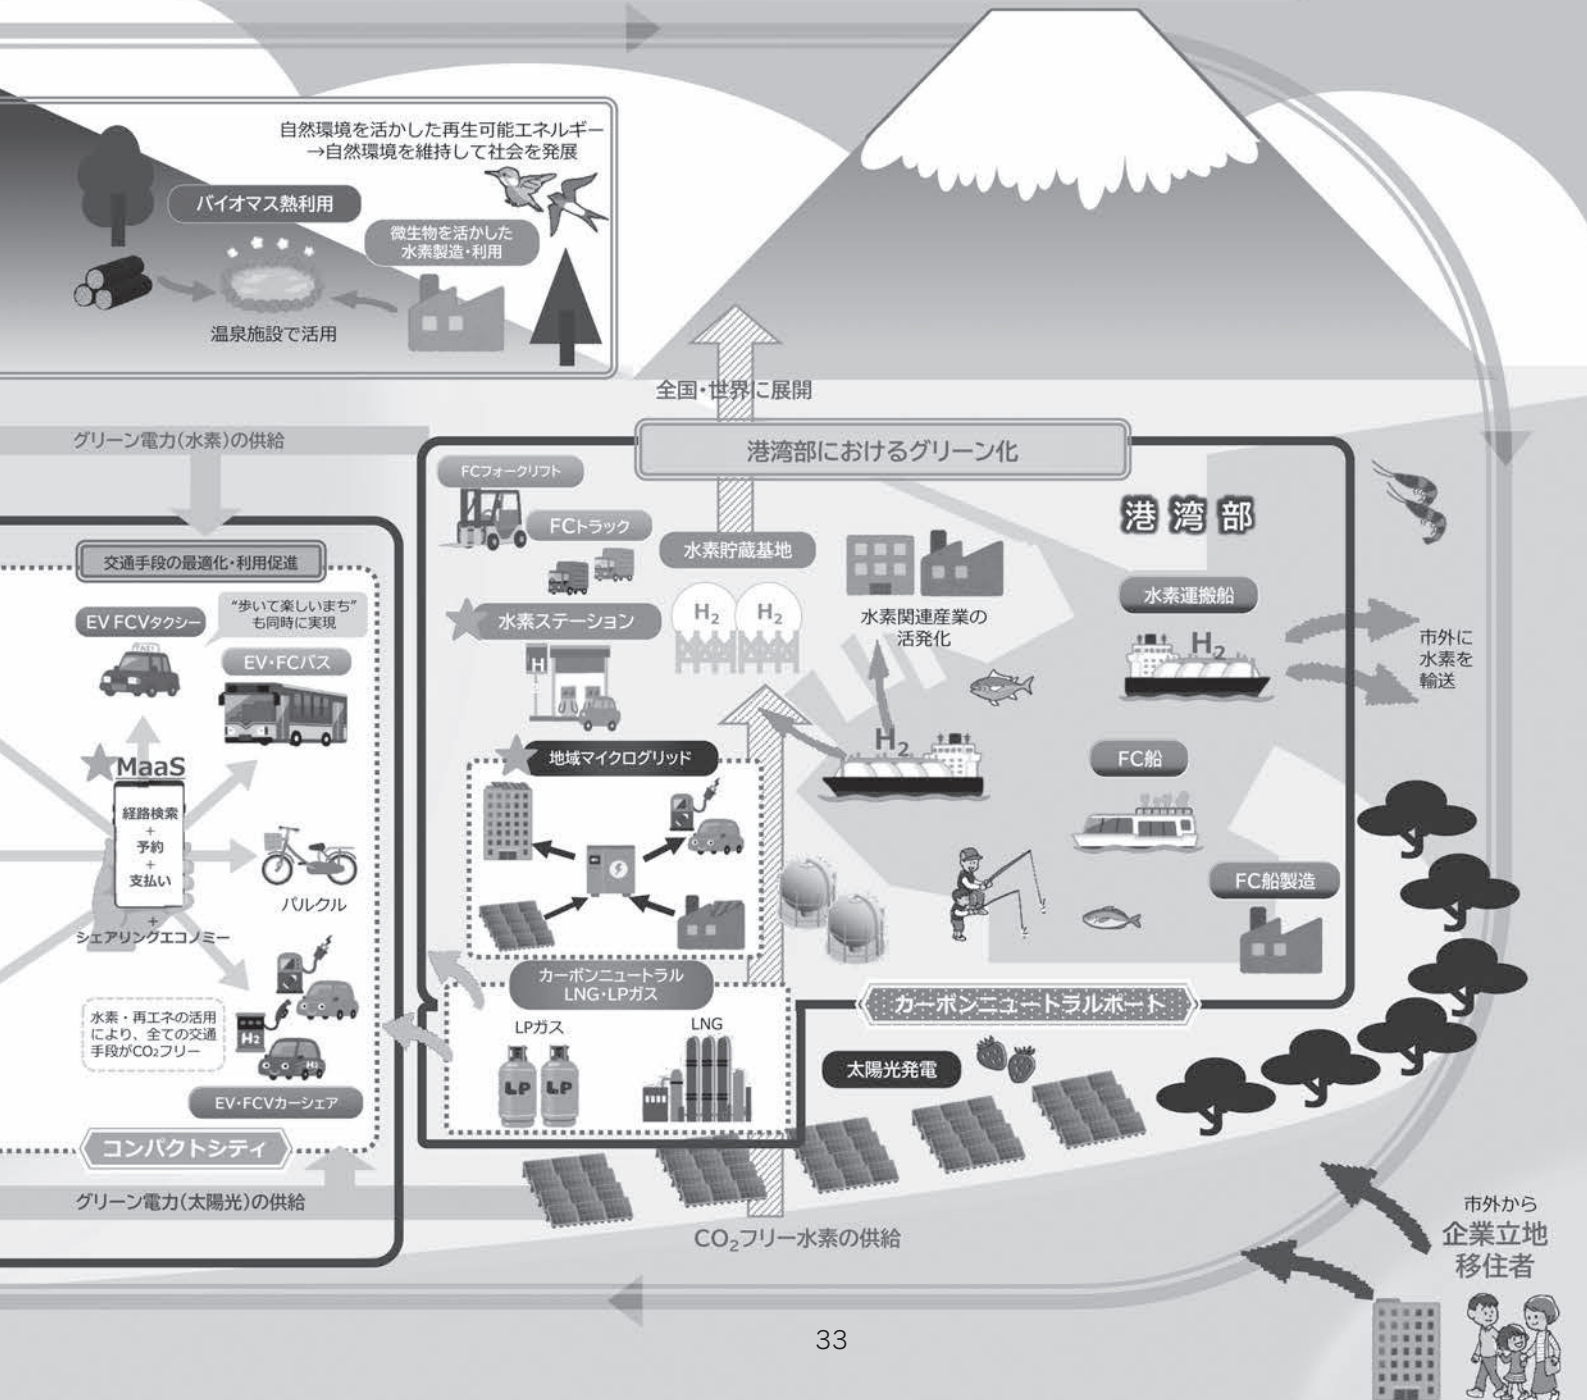 自然環境を活かした再生可能エネルギー
→自然環境を維持して社会を発展
バイオマス熱利用
微生物を活かした
水素製造・利用
温泉施設で活用
全国・世界に展開
グリーン電力(水素)の供給
港湾部におけるグリーン化
FCフォークリフト
FCトラック
水素貯蔵基地
港湾部
交通手段の最適化・利用促進
EV FCVタクシー
“歩いて楽しいまち”
も同時に実現
EV・FCバス
水素ステーション
H
H₂
H₂
水素関連産業の
活発化
水素運搬船
H₂
市外に
水素を
輸送
TAXI
MaaS
経路検索
+
予約
+
支払い
+
シェアリングエコノミー
パルクル
地域マイクログリッド
H₂
FC船
FC船製造
カーボンニュートラル
LNG・LPガス
LPガス
LNG
LP
LP
カーボンニュートラルポート
水素・再エネの活用
により、全ての交通
手段がCO₂フリー
H2
H2
EV・FCVカーシェア
太陽光発電
コンパクトシティ
グリーン電力(太陽光)の供給
CO₂フリー水素の供給
市外から
企業立地
移住者
33